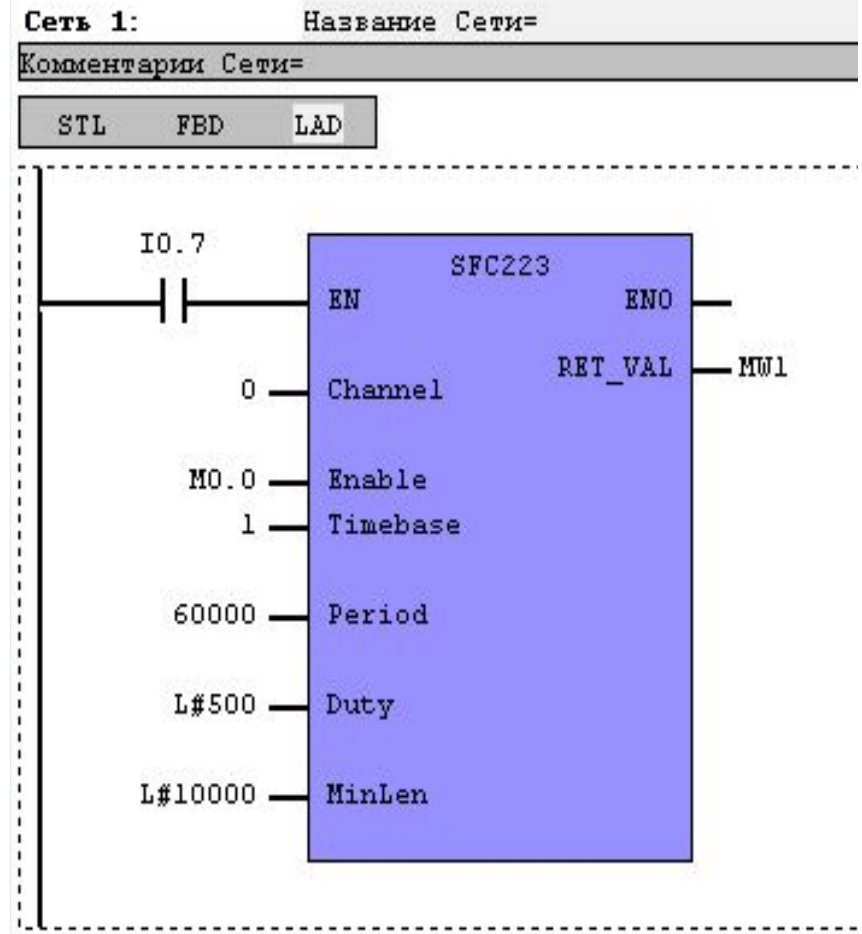 Сеть 1: Название Сети=
Комментарии Сети=
STL FBD LAD
I0.7
SFC223
EN ENO
RET_VAL MW1
0 Channel
M0.0 Enable
1 Timebase
60000 Period
L#500 Duty
L#10000 MinLen